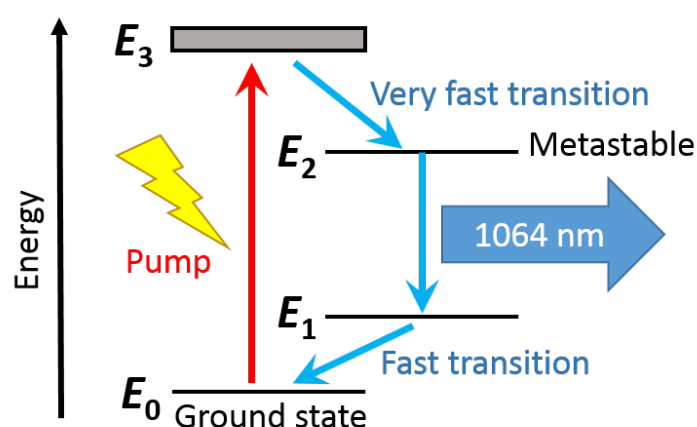 E3
Very fast transition
E2
Metastable
Energy
Pump
1064 nm
E1
Fast transition
E0
Ground state